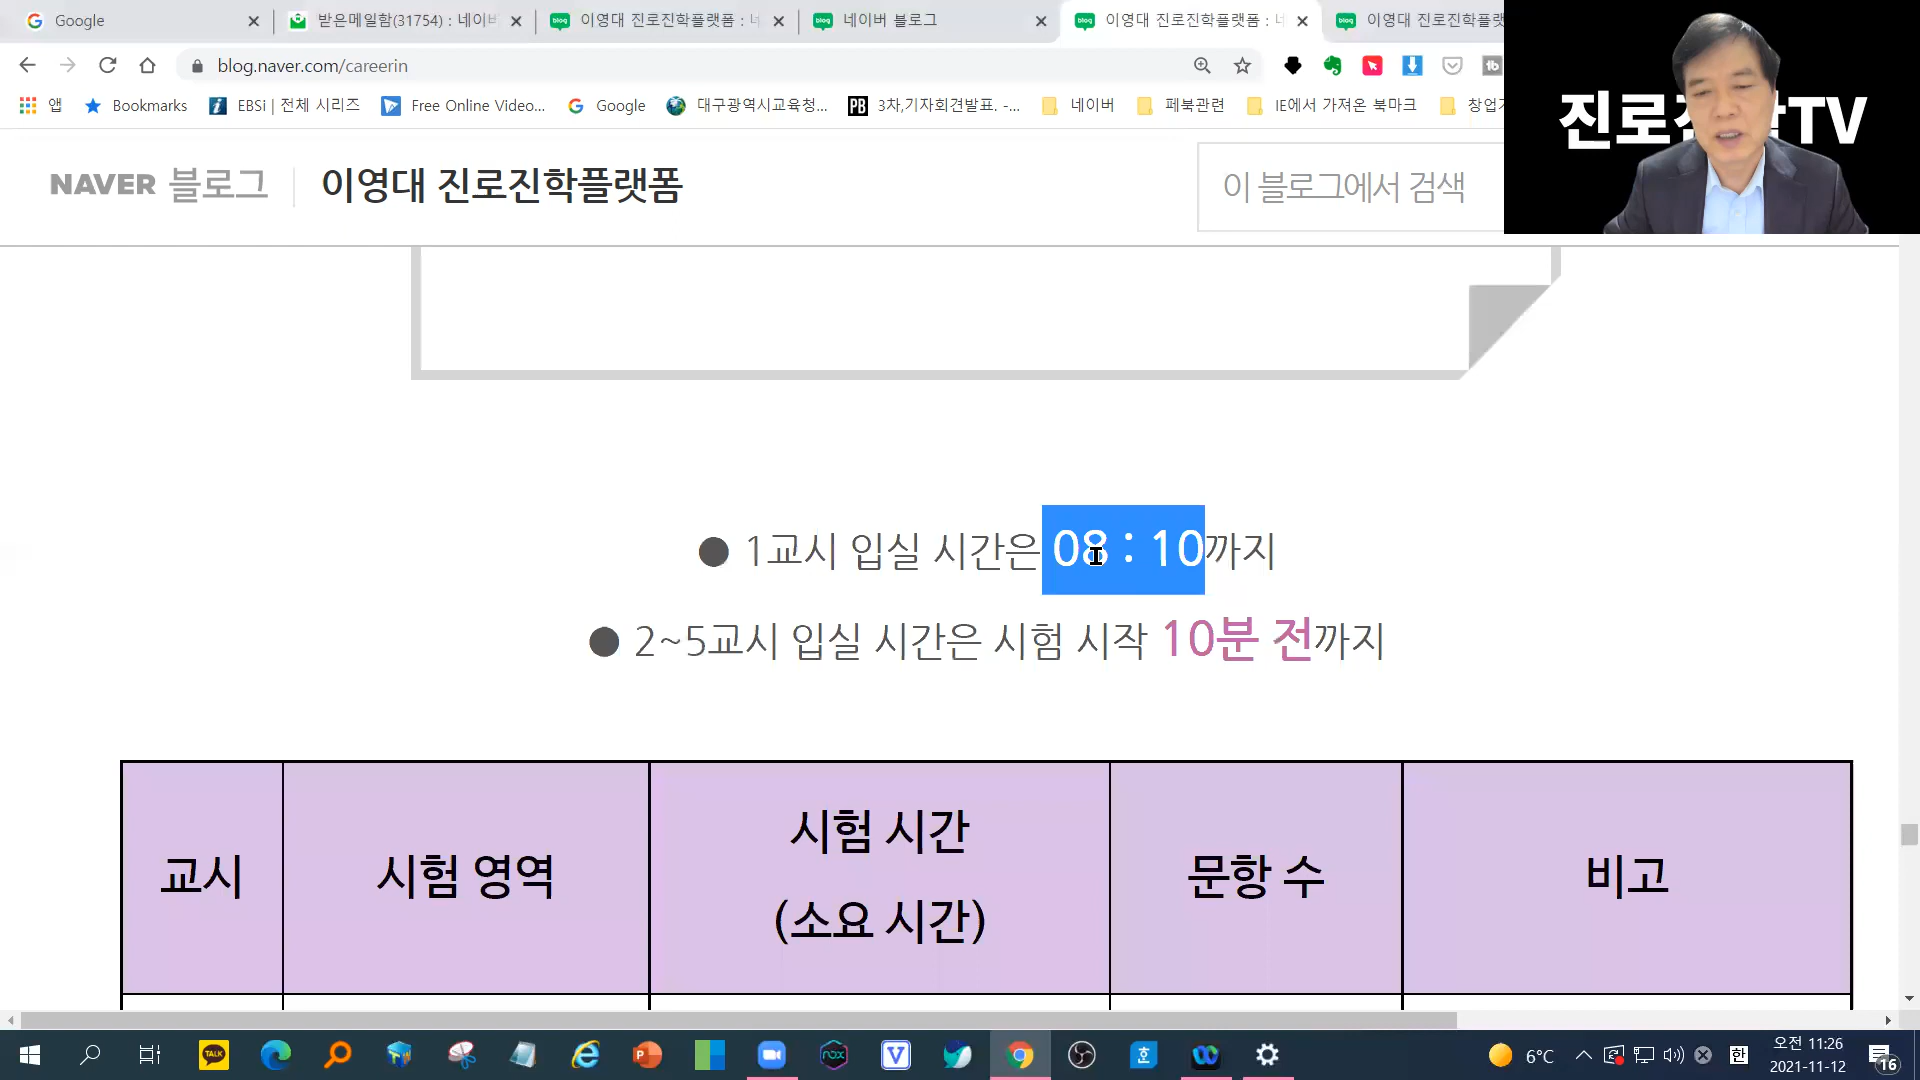 Google
받은메일함(31754) : 네이버
이영대 진로진학플랫폼 : 네
네이버 블로그
이영대 진로진학플랫폼 : 네
이영대 진로진학플랫
blog.naver.com/careerin
앱
Bookmarks
EBSi | 전체 시리즈
Free Online Video...
Google
대구광역시교육청...
3차,기자회견발표. -...
네이버
페북관련
IE에서 가져온 북마크
진로진학TV
NAVER 블로그
이영대 진로진학플랫폼
이 블로그에서 검색
● 1교시 입실 시간은 08 : 10까지
● 2~5교시 입실 시간은 시험 시작 10분 전까지
교시
시험 영역
시험 시간
(소요 시간)
문항 수
비고
6°C
한
오전 11:26
2021-11-12
16